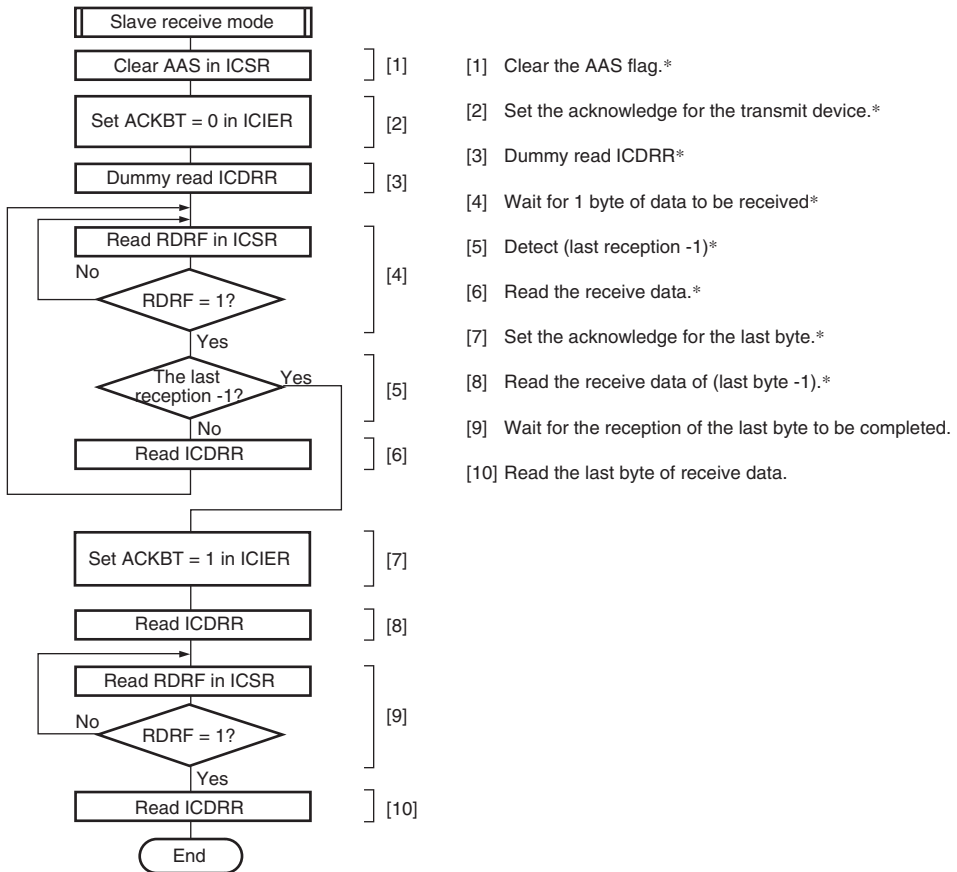 Slave receive mode
Clear AAS in ICSR
[1]
Set ACKBT = 0 in ICIER
[2]
Dummy read ICDRR
[3]
Read RDRF in ICSR
No
RDRF = 1?
[4]
Yes
The last
reception -1?
Yes
[5]
No
Read ICDRR
[6]
Set ACKBT = 1 in ICIER
[7]
Read ICDRR
[8]
Read RDRF in ICSR
No
RDRF = 1?
[9]
Yes
Read ICDRR
[10]
End
[1] Clear the AAS flag.*
[2] Set the acknowledge for the transmit device.*
[3] Dummy read ICDRR*
[4] Wait for 1 byte of data to be received*
[5] Detect (last reception -1)*
[6] Read the receive data.*
[7] Set the acknowledge for the last byte.*
[8] Read the receive data of (last byte -1).*
[9] Wait for the reception of the last byte to be completed.
[10] Read the last byte of receive data.